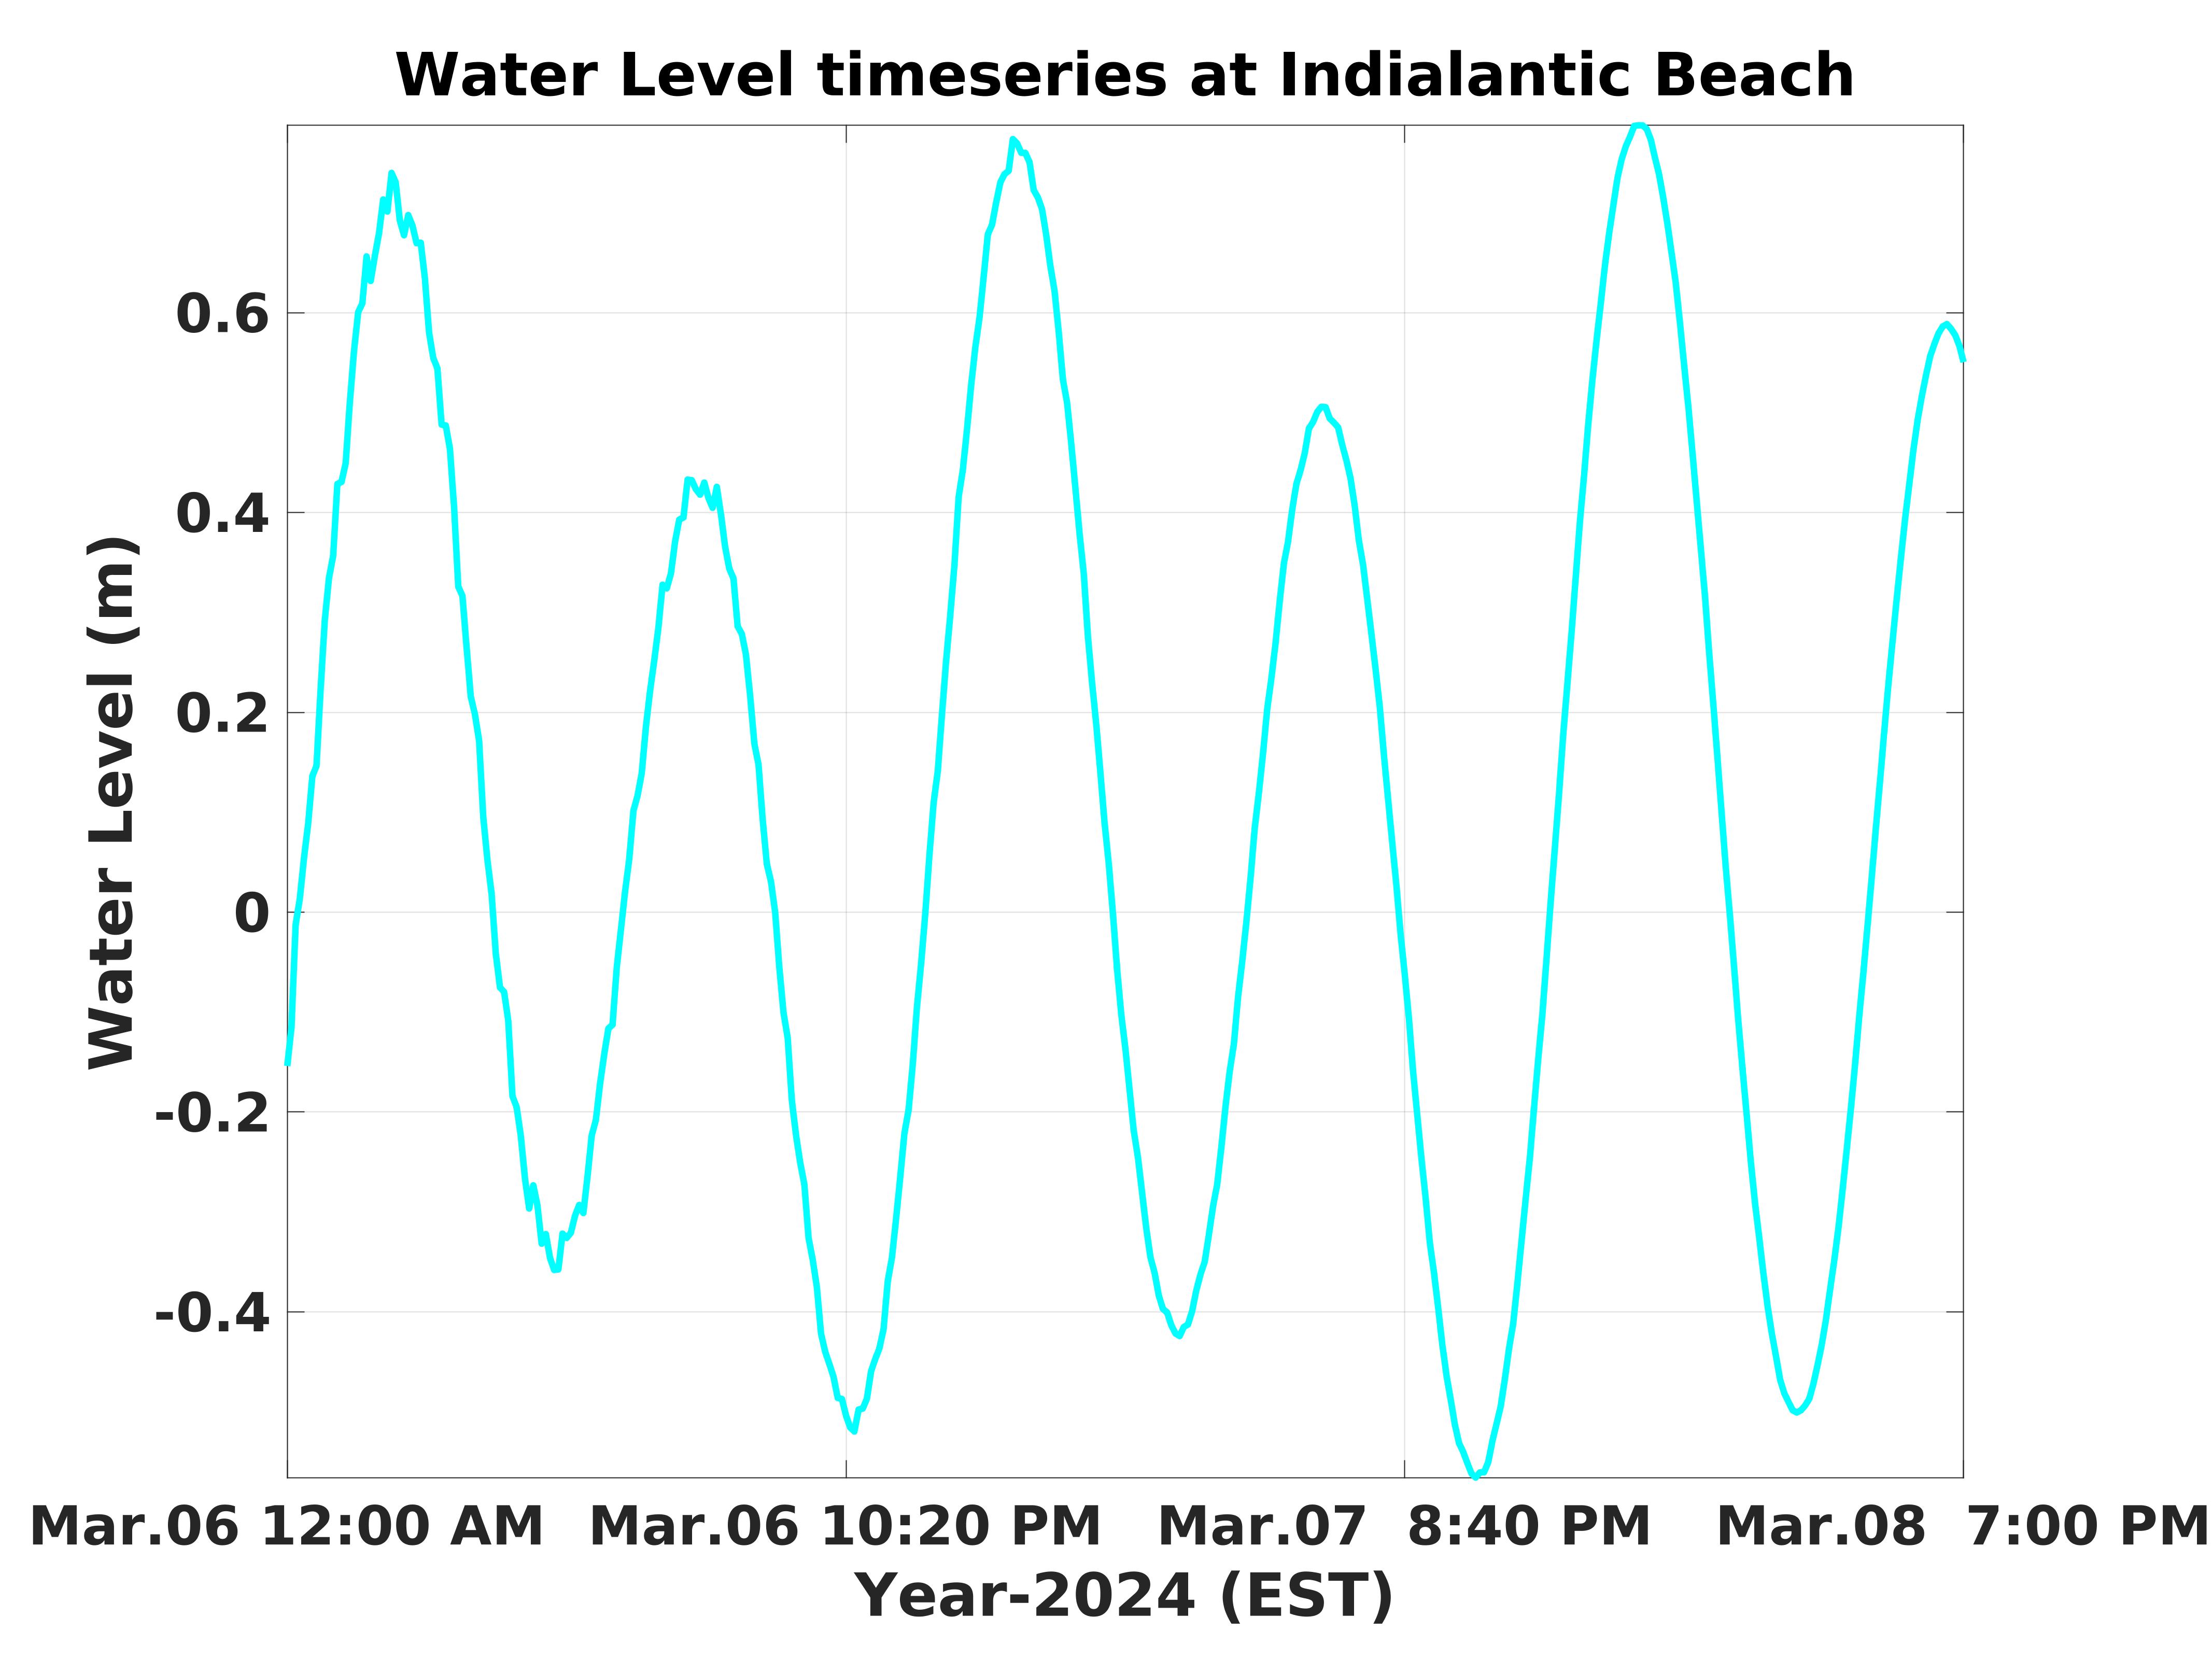 Water Level timeseries at Indialantic Beach
Water Level (m)
0.6
0.4
0.2
0
-0.2
-0.4
Mar.06 12:00 AM Mar.06 10:20 PM Mar.07 8:40 PM Mar.08 7:00 PM
Year-2024 (EST)